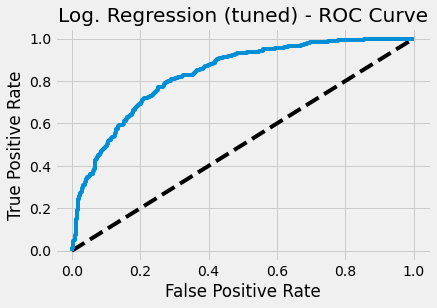 Log. Regression (tuned) - ROC Curve
True Positive Rate
1.0
0.8
0.6
0.4
0.2
0.0
0.0 0.2 0.4 0.6 0.8 1.0
False Positive Rate